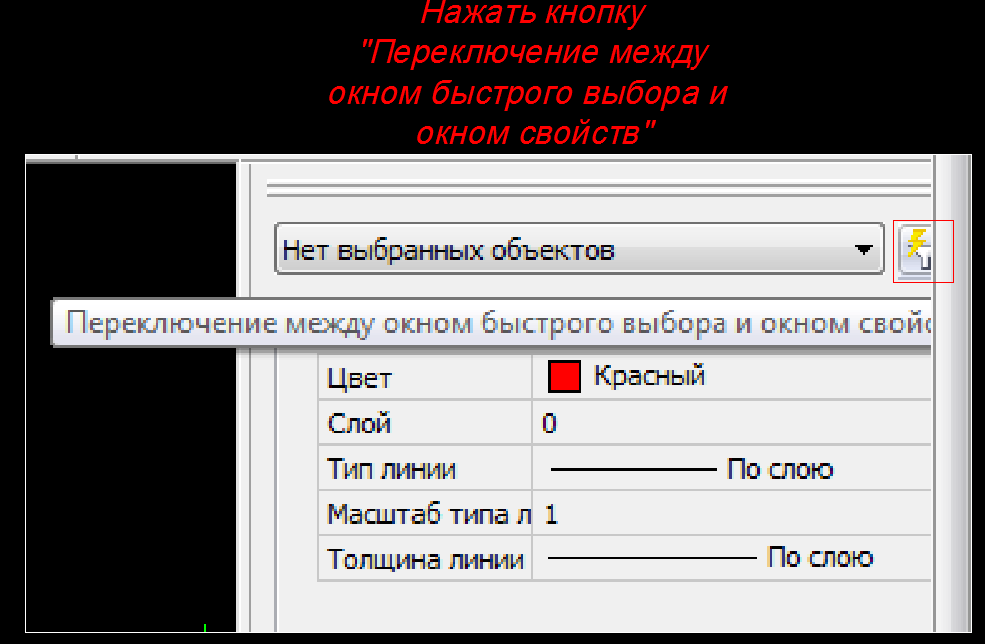 Нажать кнопку
"Переключение между
окном быстрого выбора и
окном свойств"
Нет выбранных объектов
Переключение между окном быстрого выбора и окном свойс
Цвет Красный
Слой 0
Тип линии По слою
Масштаб типа л 1
Толщина линии По слою